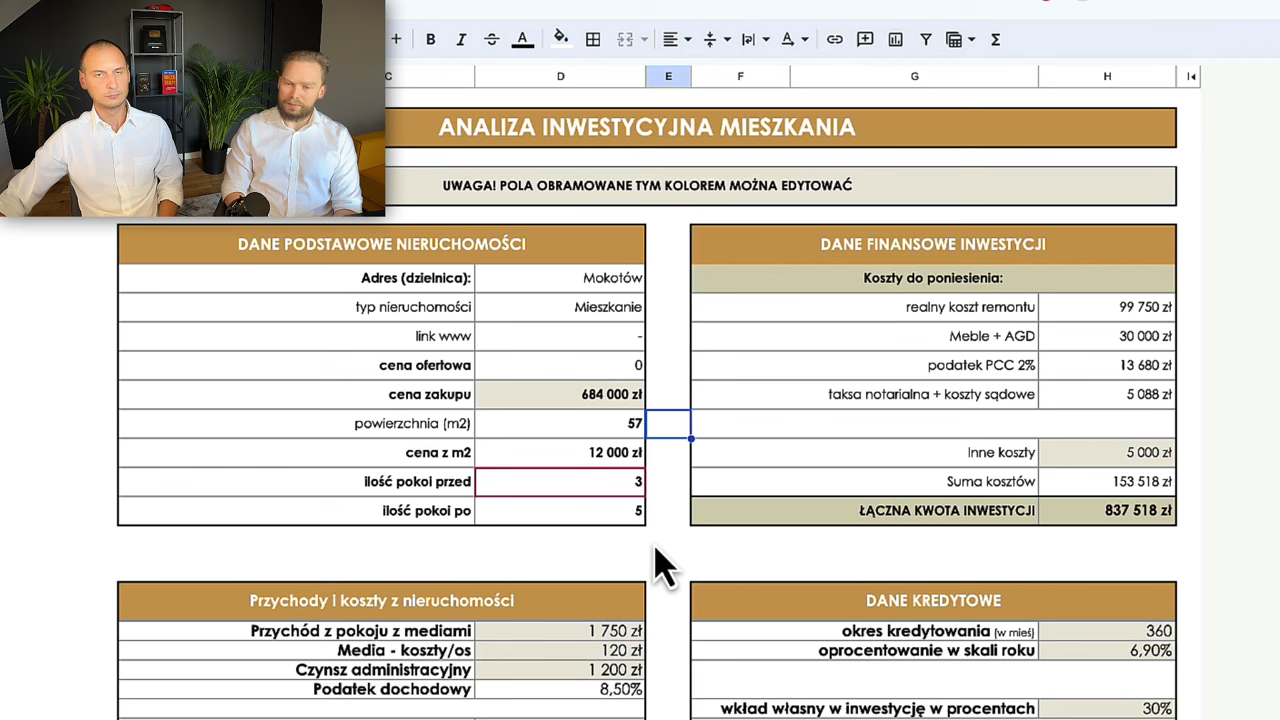 C D E F G H I
ANALIZA INWESTYCYJNA MIESZKANIA
UWAGA! POLA OBRAMOWANE TYM KOLOREM MOŻNA EDYTOWAĆ
DANE PODSTAWOWE NIERUCHOMOŚCI
Adres (dzielnica): Mokotów
typ nieruchomości Mieszkanie
link www -
cena ofertowa 0
cena zakupu 684 000 zł
powierzchnia (m2) 57
cena z m2 12 000 zł
ilość pokoi przed 3
ilość pokoi po 5
DANE FINANSOWE INWESTYCJI
Koszty do poniesienia:
realny koszt remontu 99 750 zł
Meble + AGD 30 000 zł
podatek PCC 2% 13 680 zł
taksa notarialna + koszty sądowe 5 088 zł
Inne koszty 5 000 zł
Suma kosztów 153 518 zł
ŁĄCZNA KWOTA INWESTYCJI 837 518 zł
Przychody i koszty z nieruchomości
Przychód z pokoju z mediami 1 750 zł
Media - koszty/os 120 zł
Czynsz administracyjny 1 200 zł
Podatek dochodowy 8,50%
DANE KREDYTOWE
okres kredytowania (w mieś) 360
oprocentowanie w skali roku 6,90%
wkład własny w inwestycję w procentach 30%